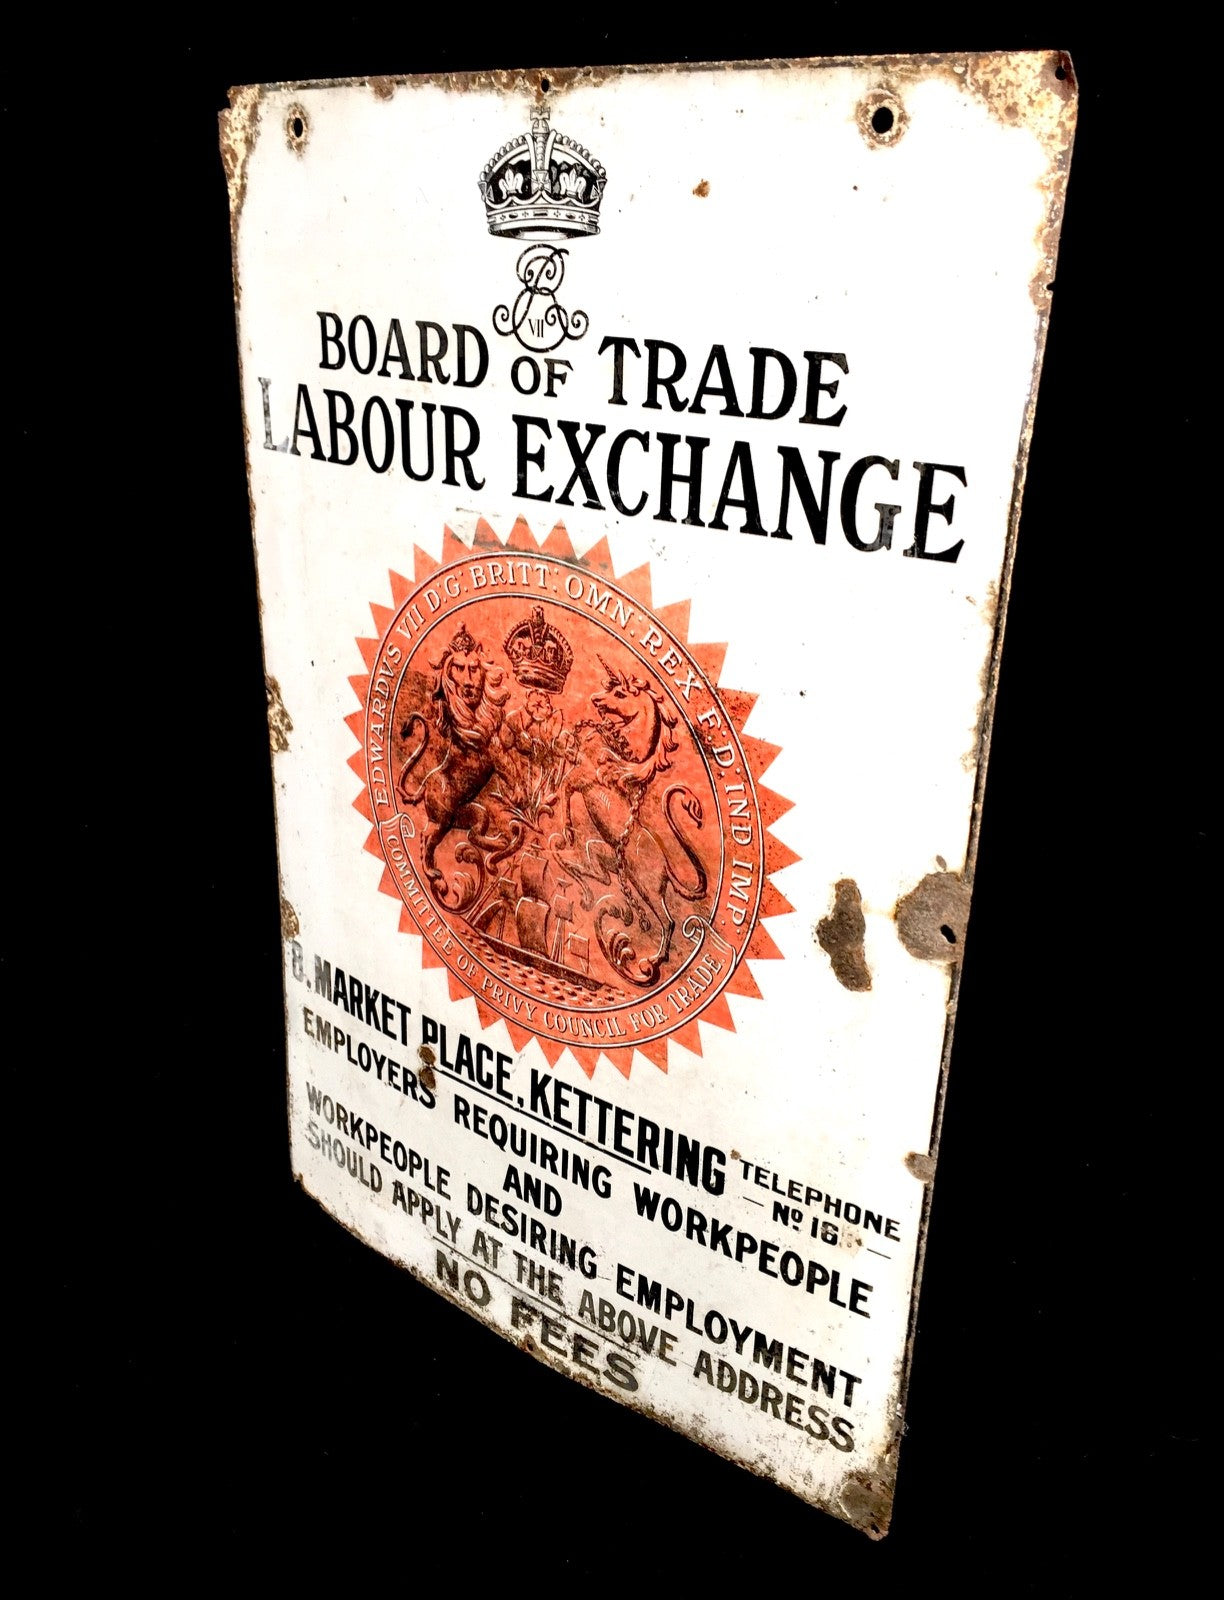 VII
BOARD OF TRADE
LABOUR EXCHANGE
EDWARDVS VII D:G: BRITT: OMN: REX F:D: IND: IMP:
COMMITTEE OF PRIVY COUNCIL FOR TRADE
MARKET PLACE, KETTERING
TELEPHONE
— No
EMPLOYERS REQUIRING WORKPEOPLE
AND
WORKPEOPLE DESIRING EMPLOYMENT
SHOULD APPLY AT THE ABOVE ADDRESS
NO FEES